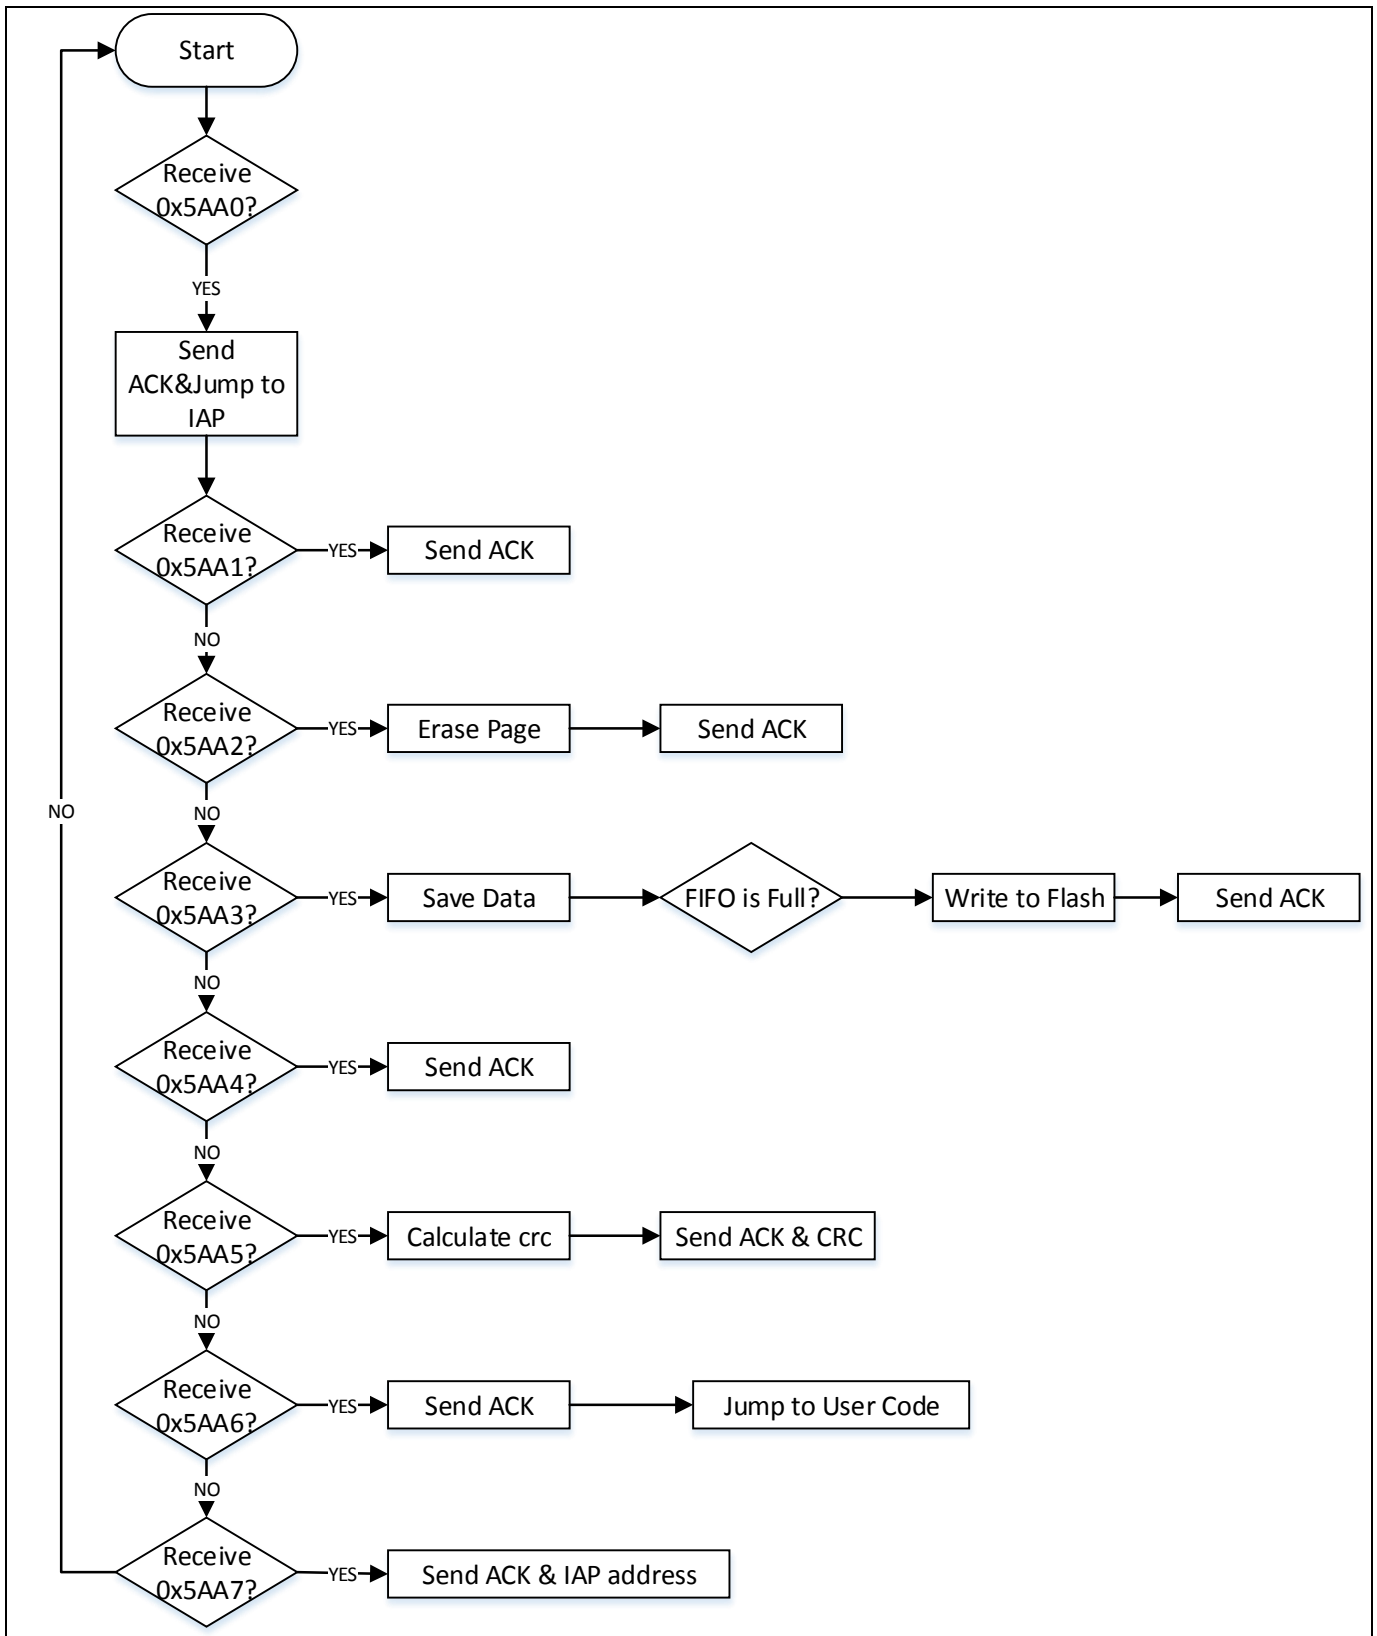 Start
Receive
0x5AA0?
YES
Send
ACK&Jump to
IAP
Receive
0x5AA1?
YES
Send ACK
NO
Receive
0x5AA2?
YES
Erase Page
Send ACK
NO
NO
Receive
0x5AA3?
YES
Save Data
FIFO is Full?
Write to Flash
Send ACK
NO
Receive
0x5AA4?
YES
Send ACK
NO
Receive
0x5AA5?
YES
Calculate crc
Send ACK & CRC
NO
Receive
0x5AA6?
YES
Send ACK
Jump to User Code
NO
Receive
0x5AA7?
YES
Send ACK & IAP address